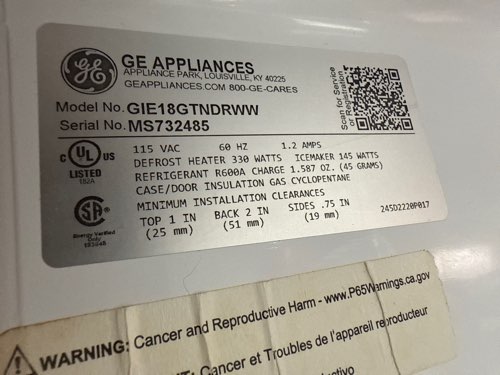 GE APPLIANCES
APPLIANCE PARK, LOUISVILLE, KY 40225
GEAPPLIANCES.COM 800-GE-CARES
Scan for Service
or Registration
Model No. GIE18GTNDRWW
Serial No. MS732485
C UL US
LISTED
182A
115 VAC 60 HZ 1.2 AMPS
DEFROST HEATER 330 WATTS ICEMAKER 145 WATTS
REFRIGERANT R600A CHARGE 1.587 OZ. (45 GRAMS)
CASE/DOOR INSULATION GAS CYCLOPENTANE
MINIMUM INSTALLATION CLEARANCES
TOP 1 IN BACK 2 IN SIDES .75 IN
(25 mm) (51 mm) (19 mm)
245D2220P017
Energy Verified
Only
WARNING: Cancer and Reproductive Harm - www.P65Warnings.ca.gov
Cancer et Troubles de l'appareil reproducteur